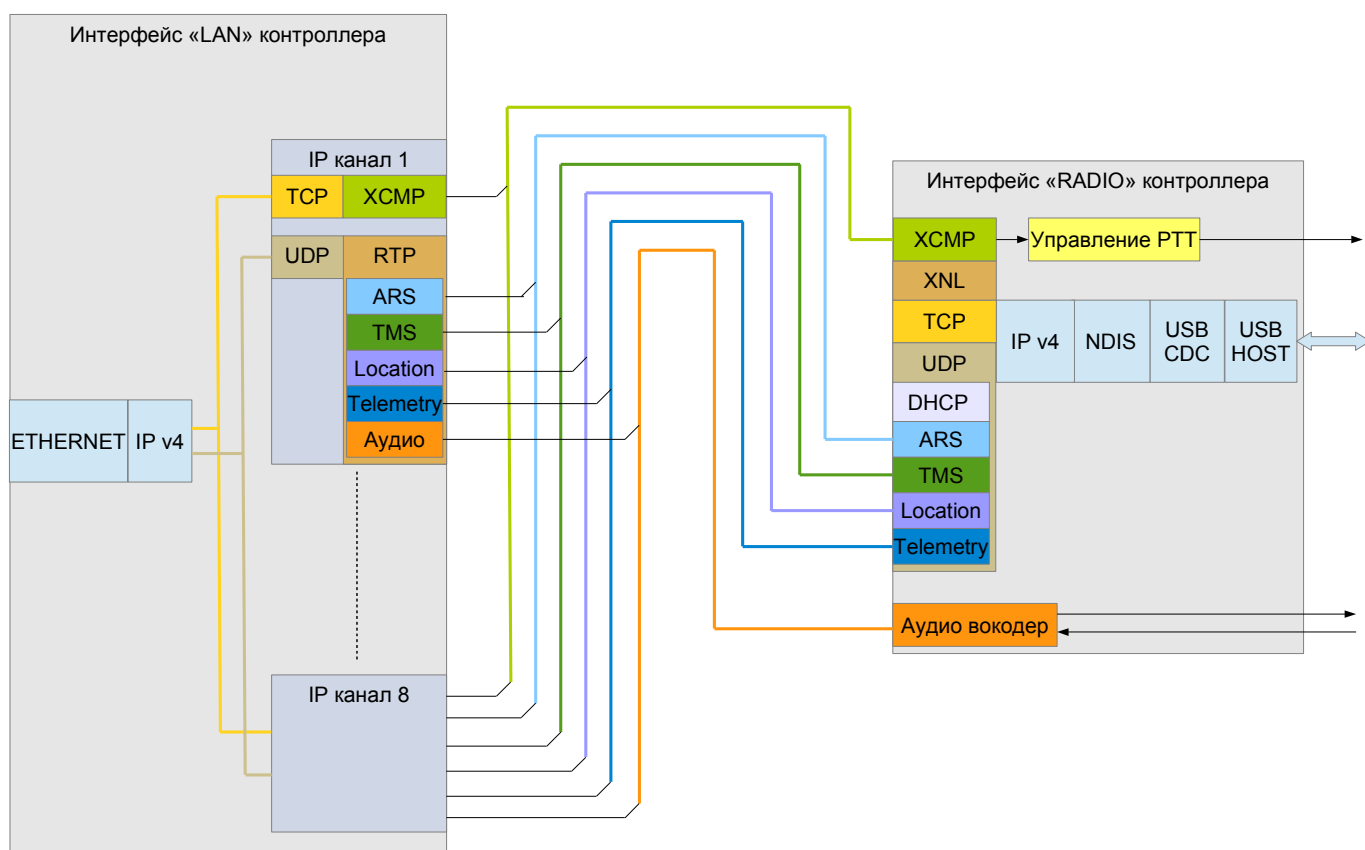 Интерфейс «LAN» контроллера
IP канал 1
TCP
XCMP
UDP
RTP
ARS
TMS
Location
Telemetry
Аудио
ETHERNET
IP v4
IP канал 8
Интерфейс «RADIO» контроллера
XCMP
Управление PTT
XNL
TCP
UDP
IP v4
NDIS
USB
CDC
USB
HOST
DHCP
ARS
TMS
Location
Telemetry
Аудио вокодер